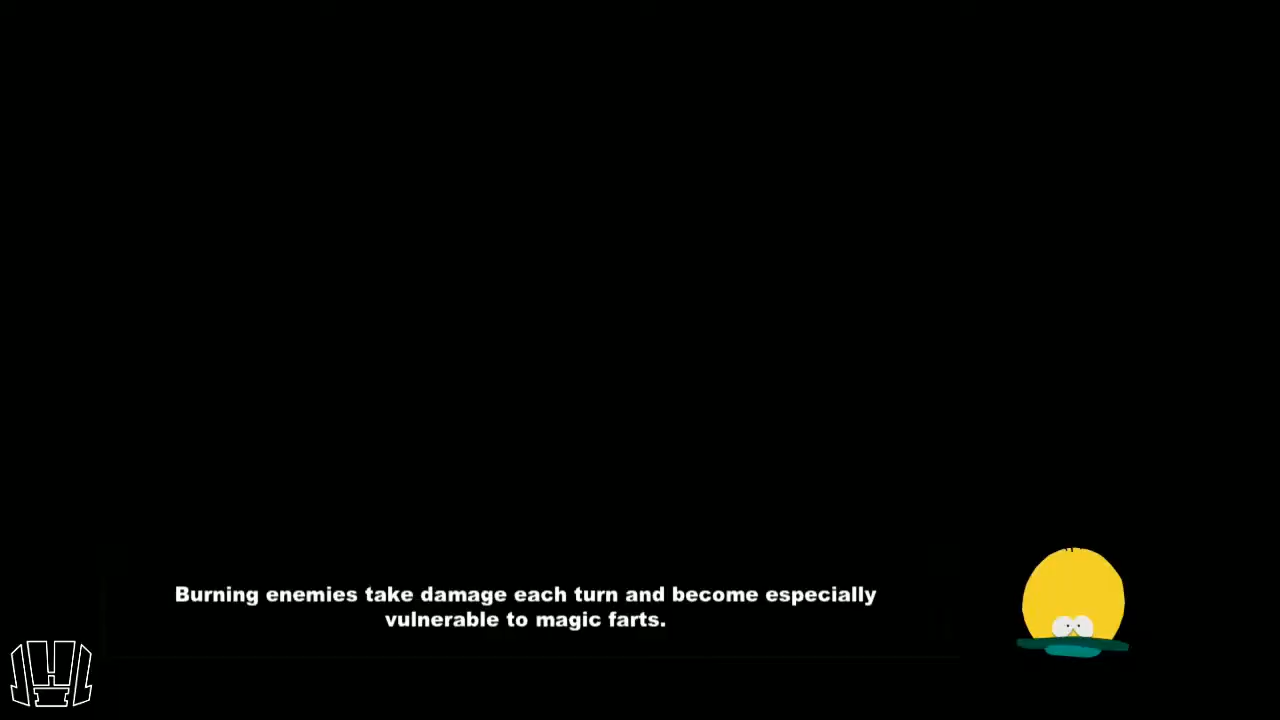 Burning enemies take damage each turn and become especially
vulnerable to magic farts.